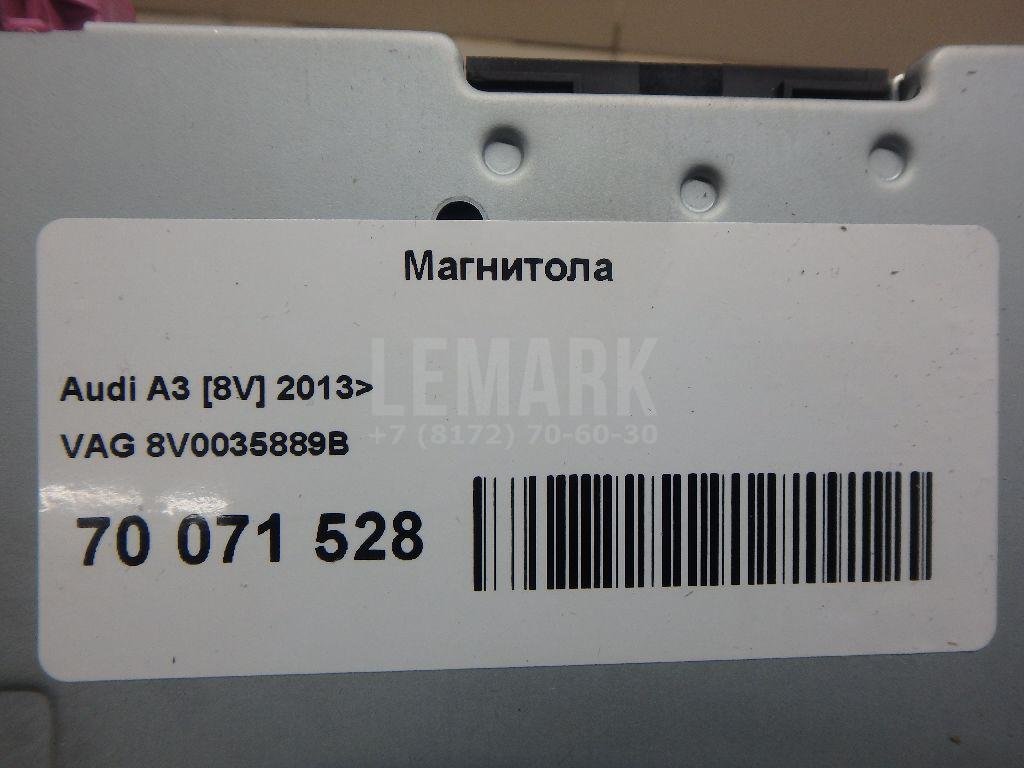 Магнитола
LEMARK
Audi A3 [8V] 2013>
+7 (8172) 70-60-30
VAG 8V0035889B
70 071 528